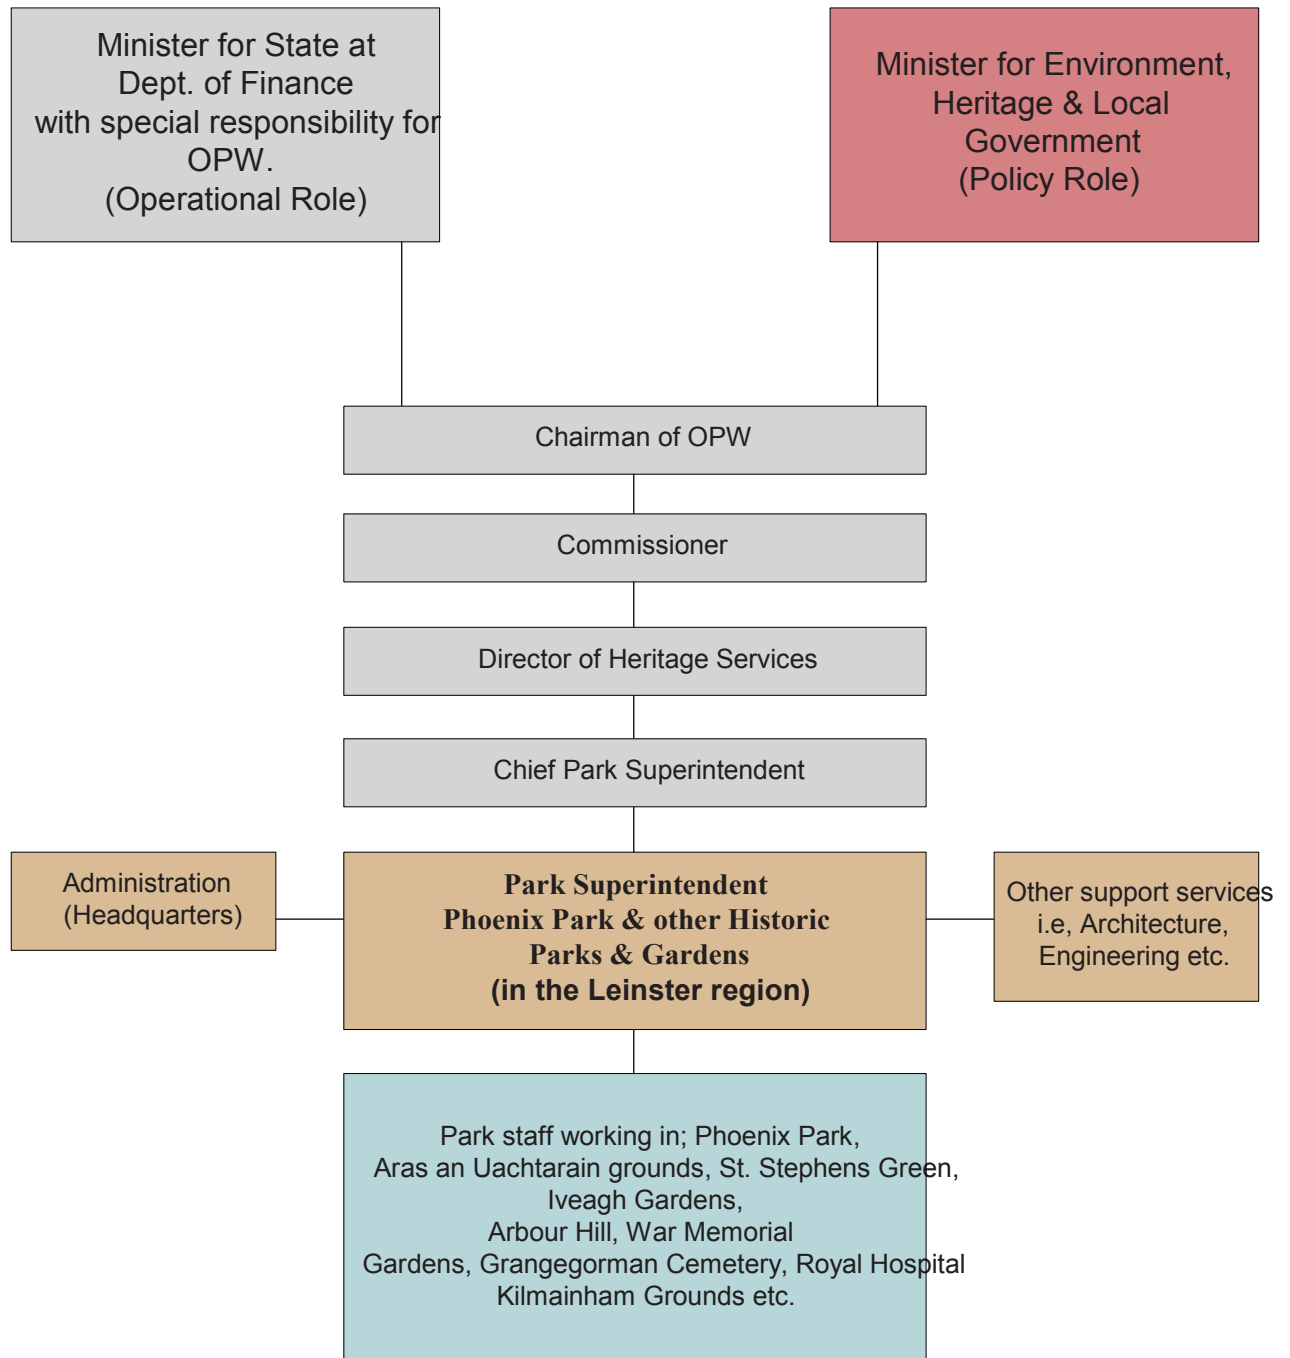 Minister for State at
Dept. of Finance
with special responsibility for
OPW.
(Operational Role)
Minister for Environment,
Heritage & Local
Government
(Policy Role)
Chairman of OPW
Commissioner
Director of Heritage Services
Chief Park Superintendent
Administration
(Headquarters)
Park Superintendent
Phoenix Park & other Historic
Parks & Gardens
(in the Leinster region)
Other support services
i.e, Architecture,
Engineering etc.
Park staff working in; Phoenix Park,
Aras an Uachtarain grounds, St. Stephens Green,
Iveagh Gardens,
Arbour Hill, War Memorial
Gardens, Grangegorman Cemetery, Royal Hospital
Kilmainham Grounds etc.